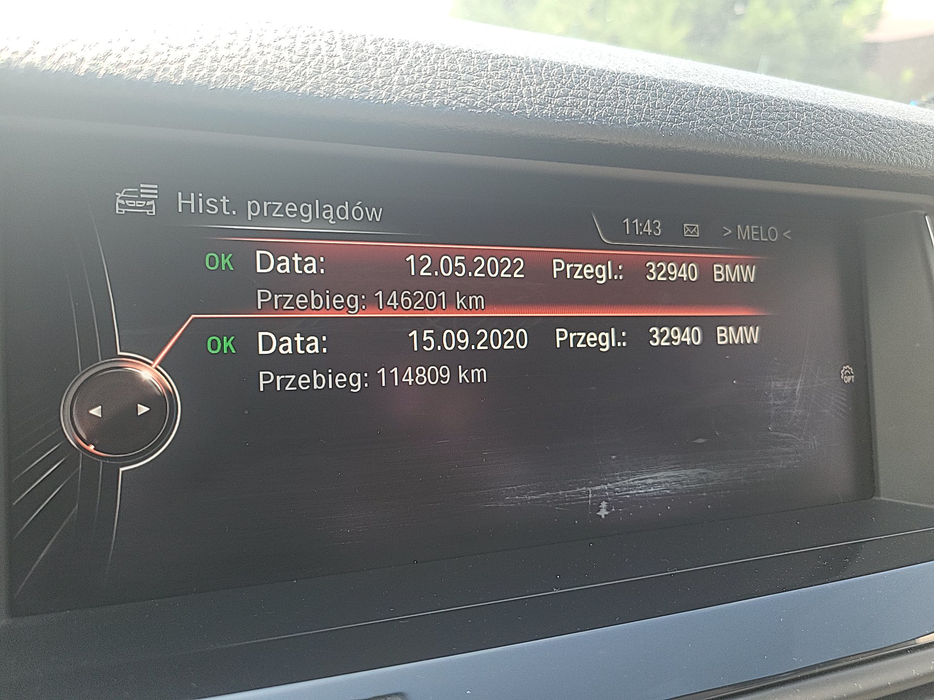 Hist. przeglądów
11:43 > MELO <
OK Data: 12.05.2022 Przegl.: 32940 BMW
Przebieg: 146201 km
OK Data: 15.09.2020 Przegl.: 32940 BMW
Przebieg: 114809 km
OPT